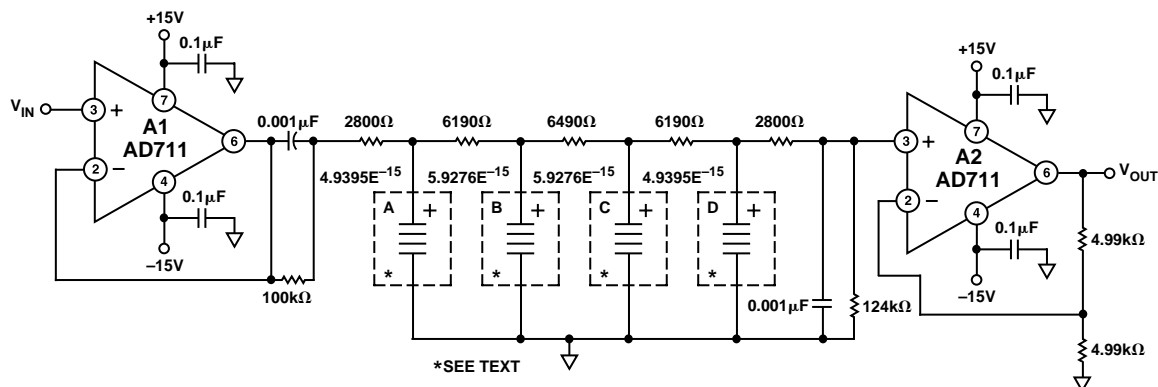 +15V
0.1µF
V_IN
3
+
7
A1
AD711
6
2
–
4
0.1µF
–15V
100kΩ
0.001µF
2800Ω
6190Ω
6490Ω
6190Ω
2800Ω
4.9395E⁻¹⁵
5.9276E⁻¹⁵
5.9276E⁻¹⁵
4.9395E⁻¹⁵
A
+
*
B
+
*
C
+
*
D
+
*
0.001µF
124kΩ
*SEE TEXT
+15V
0.1µF
3
+
7
A2
AD711
6
V_OUT
2
–
4
0.1µF
–15V
4.99kΩ
4.99kΩ